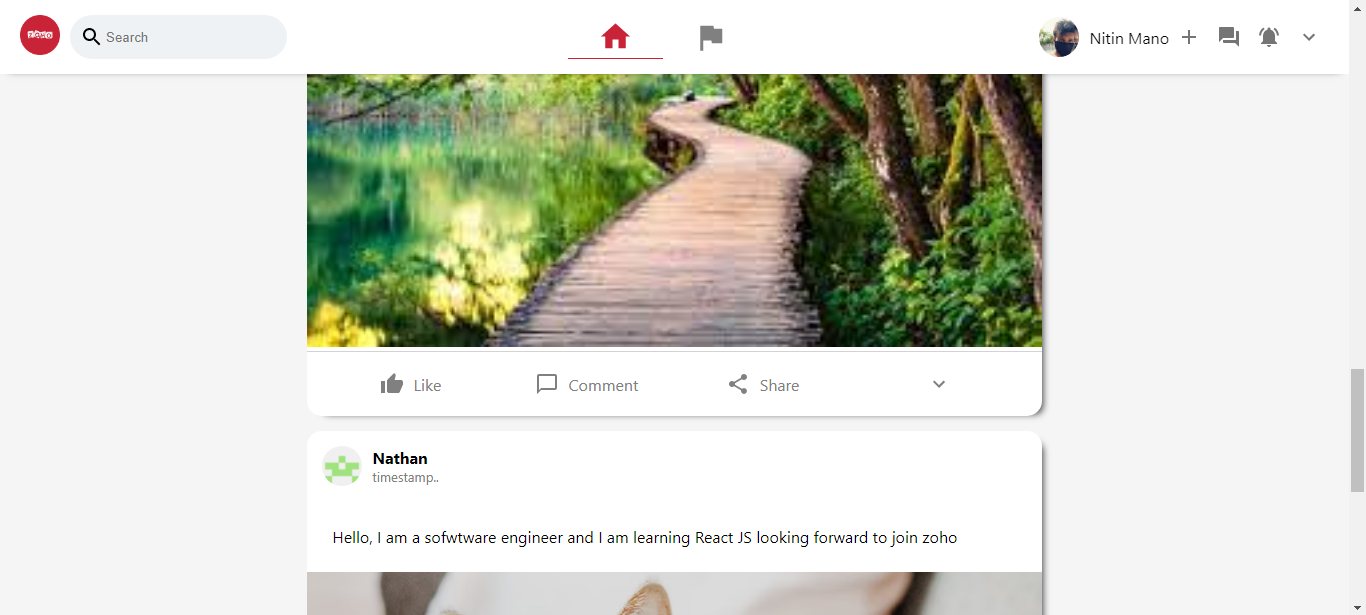 ZOHO
Search
Nitin Mano
Like
Comment
Share
Nathan
timestamp..
Hello, I am a sofwtware engineer and I am learning React JS looking forward to join zoho